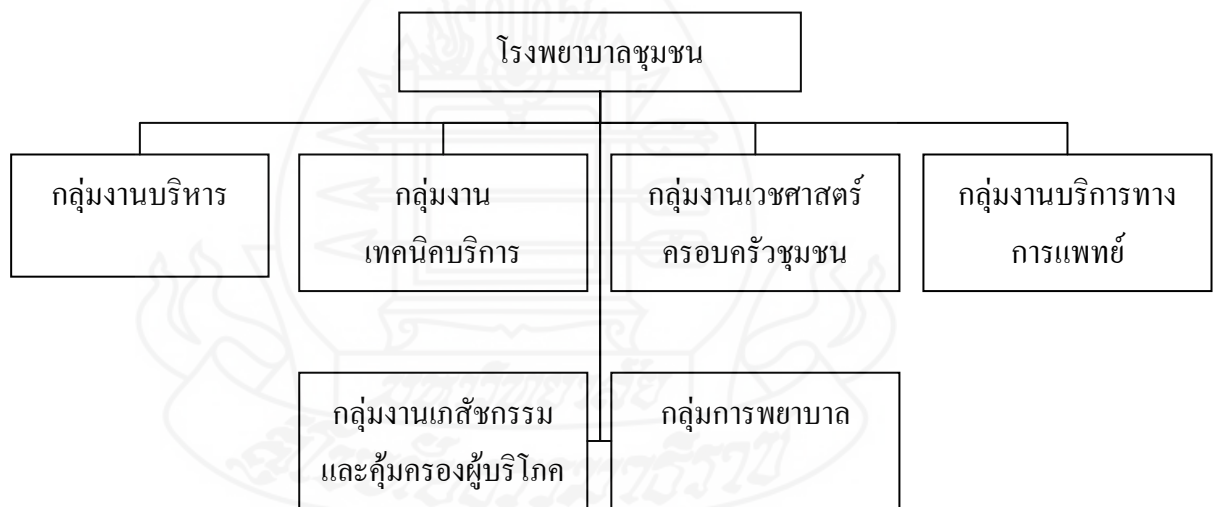 โรงพยาบาลชุมชน
กลุ่มงานบริหาร
กลุ่มงาน
เทคนิคบริการ
กลุ่มงานเวชศาสตร์
ครอบครัวชุมชน
กลุ่มงานบริการทาง
การแพทย์
กลุ่มงานเภสัชกรรม
และคุ้มครองผู้บริโภค
กลุ่มการพยาบาล